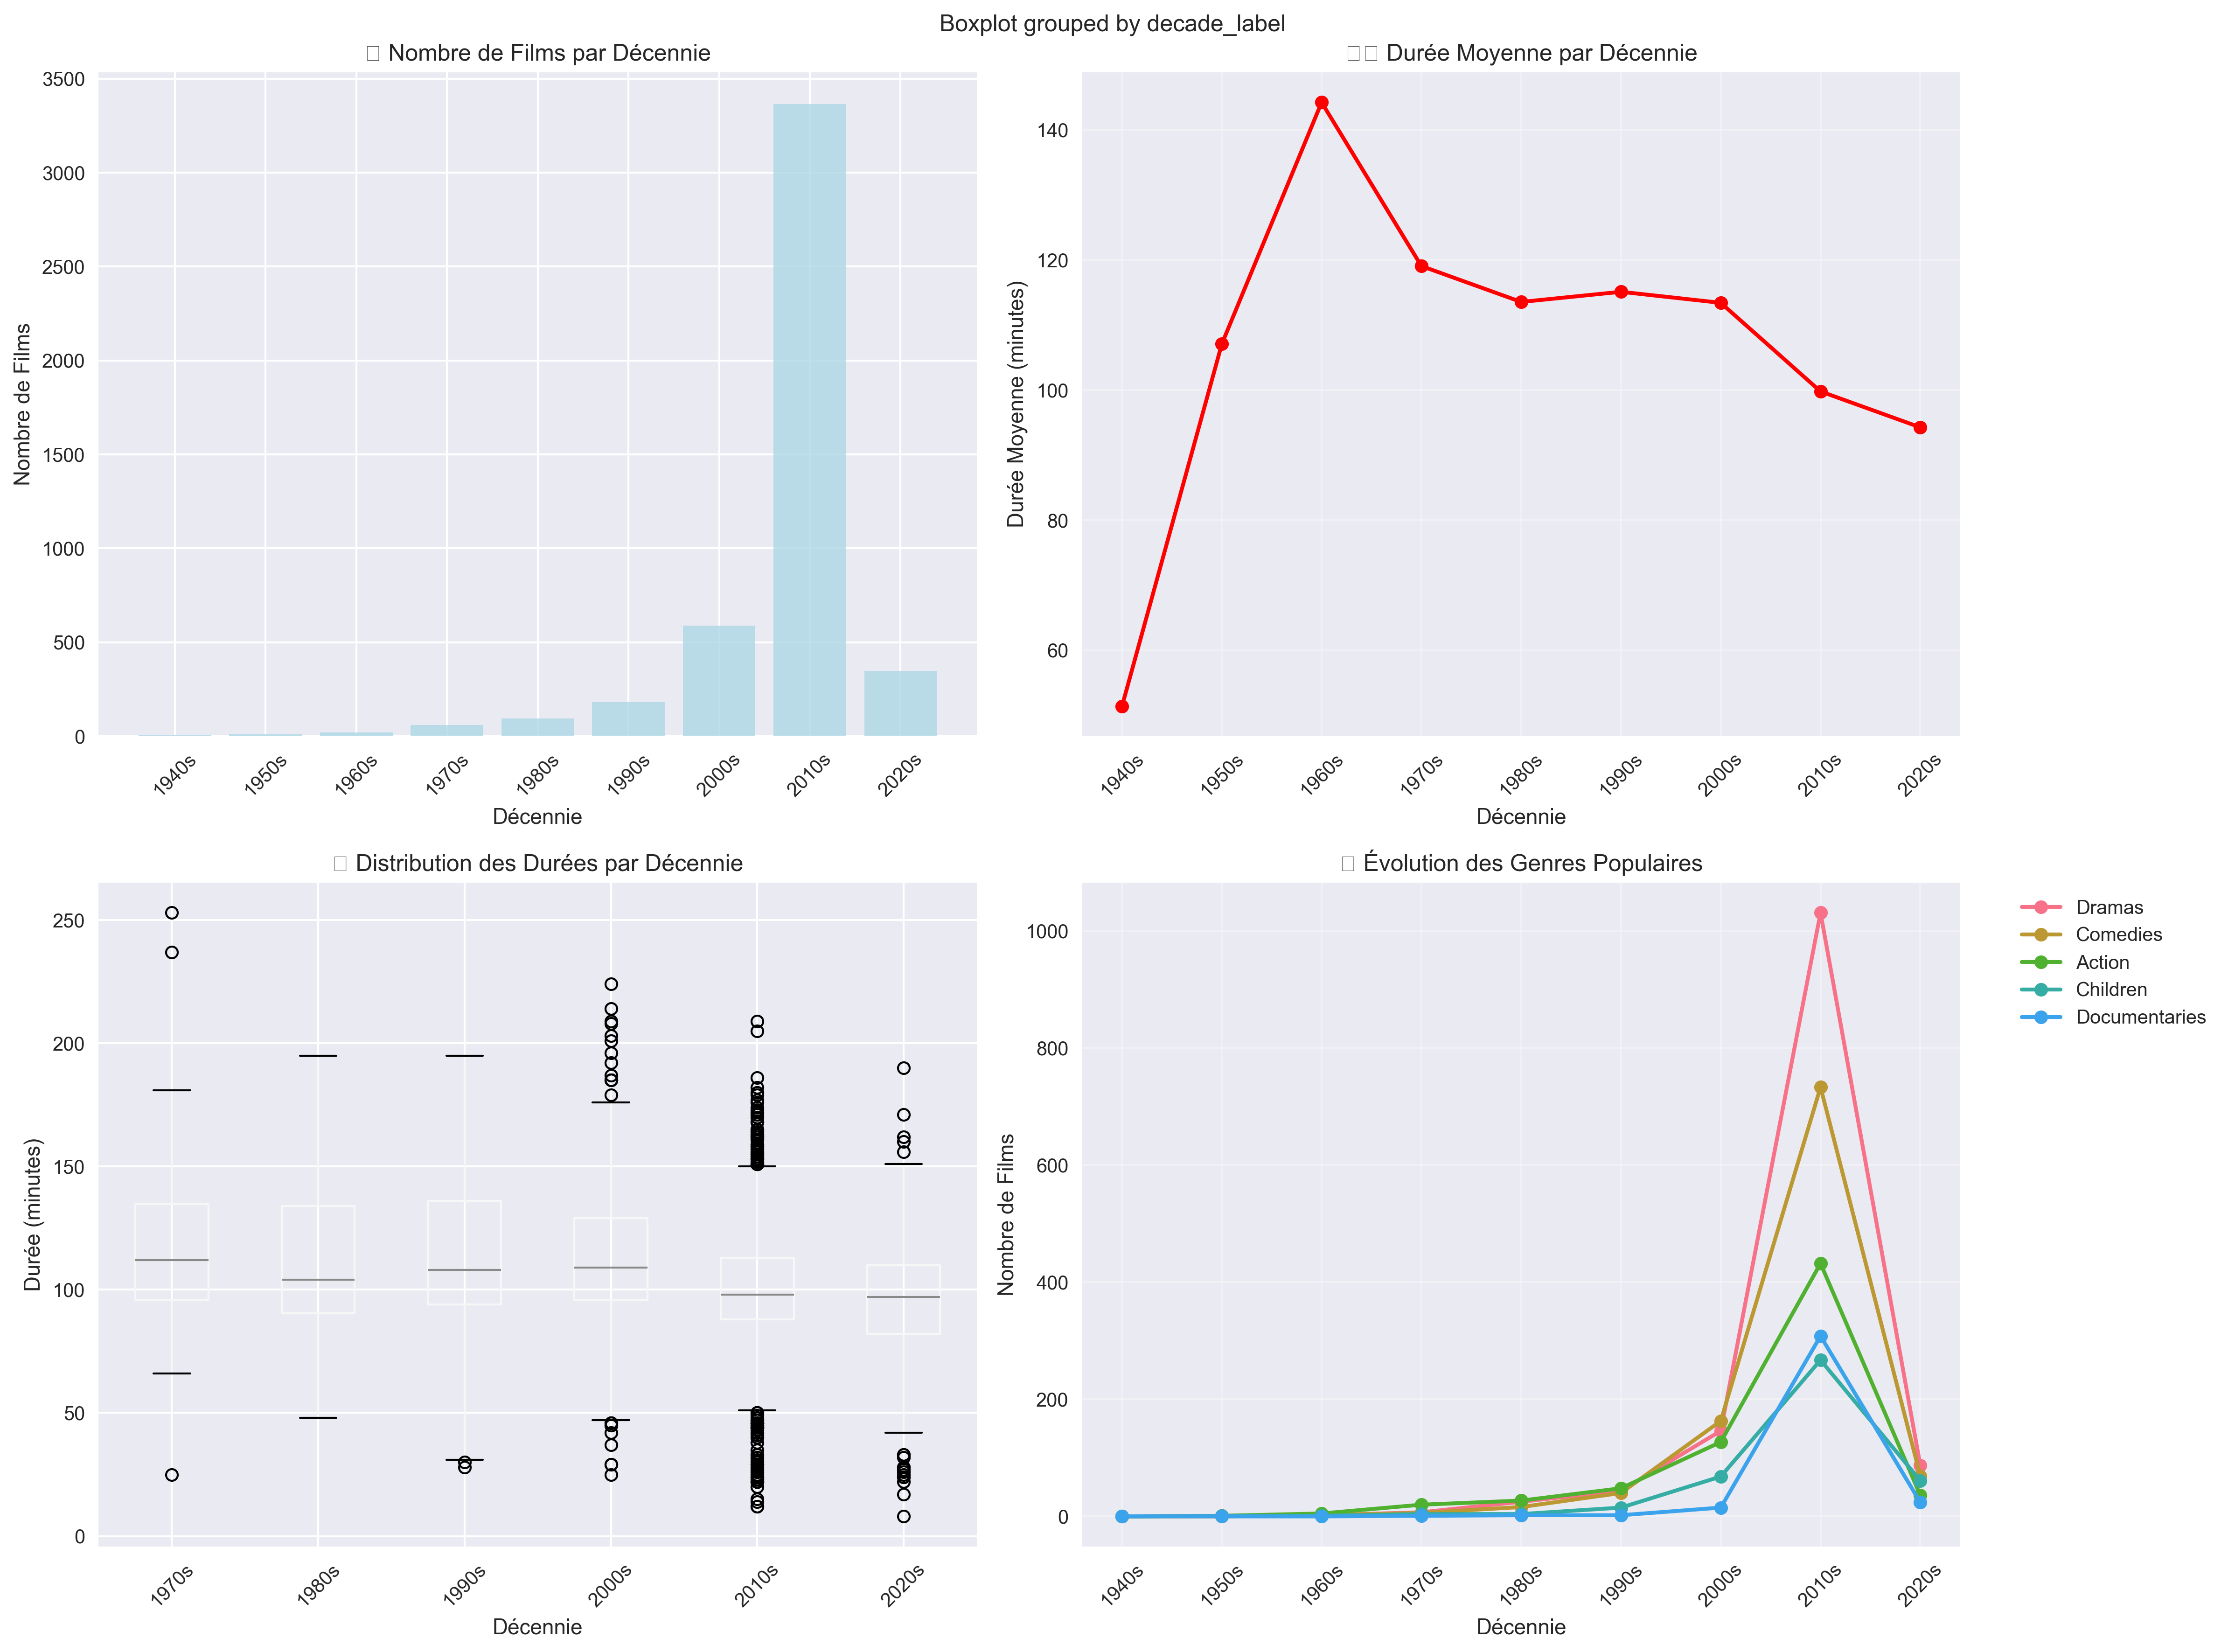 Boxplot grouped by decade_label
Nombre de Films par Décennie
3500
3000
2500
2000
1500
1000
500
0
Nombre de Films
1940s
1950s
1960s
1970s
1980s
1990s
2000s
2010s
2020s
Décennie
Durée Moyenne par Décennie
140
120
100
80
60
Durée Moyenne (minutes)
1940s
1950s
1960s
1970s
1980s
1990s
2000s
2010s
2020s
Décennie
Distribution des Durées par Décennie
250
200
150
100
50
0
Durée (minutes)
1970s
1980s
1990s
2000s
2010s
2020s
Décennie
Évolution des Genres Populaires
1000
800
600
400
200
0
Nombre de Films
1940s
1950s
1960s
1970s
1980s
1990s
2000s
2010s
2020s
Décennie
Dramas
Comedies
Action
Children
Documentaries